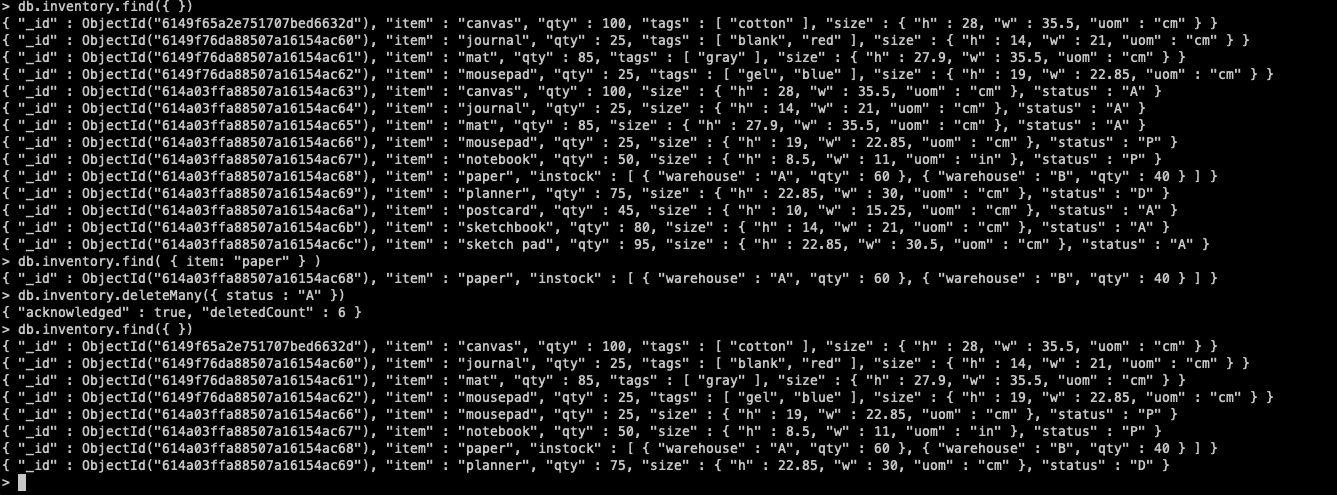 > db.inventory.find({ })
{ "_id" : ObjectId("6149f65a2e751707bed6632d"), "item" : "canvas", "qty" : 100, "tags" : [ "cotton" ], "size" : { "h" : 28, "w" : 35.5, "uom" : "cm" } }
{ "_id" : ObjectId("6149f76da88507a16154ac60"), "item" : "journal", "qty" : 25, "tags" : [ "blank", "red" ], "size" : { "h" : 14, "w" : 21, "uom" : "cm" } }
{ "_id" : ObjectId("6149f76da88507a16154ac61"), "item" : "mat", "qty" : 85, "tags" : [ "gray" ], "size" : { "h" : 27.9, "w" : 35.5, "uom" : "cm" } }
{ "_id" : ObjectId("6149f76da88507a16154ac62"), "item" : "mousepad", "qty" : 25, "tags" : [ "gel", "blue" ], "size" : { "h" : 19, "w" : 22.85, "uom" : "cm" } }
{ "_id" : ObjectId("614a03ffa88507a16154ac63"), "item" : "canvas", "qty" : 100, "size" : { "h" : 28, "w" : 35.5, "uom" : "cm" }, "status" : "A" }
{ "_id" : ObjectId("614a03ffa88507a16154ac64"), "item" : "journal", "qty" : 25, "size" : { "h" : 14, "w" : 21, "uom" : "cm" }, "status" : "A" }
{ "_id" : ObjectId("614a03ffa88507a16154ac65"), "item" : "mat", "qty" : 85, "size" : { "h" : 27.9, "w" : 35.5, "uom" : "cm" }, "status" : "A" }
{ "_id" : ObjectId("614a03ffa88507a16154ac66"), "item" : "mousepad", "qty" : 25, "size" : { "h" : 19, "w" : 22.85, "uom" : "cm" }, "status" : "P" }
{ "_id" : ObjectId("614a03ffa88507a16154ac67"), "item" : "notebook", "qty" : 50, "size" : { "h" : 8.5, "w" : 11, "uom" : "in" }, "status" : "P" }
{ "_id" : ObjectId("614a03ffa88507a16154ac68"), "item" : "paper", "instock" : [ { "warehouse" : "A", "qty" : 60 }, { "warehouse" : "B", "qty" : 40 } ] }
{ "_id" : ObjectId("614a03ffa88507a16154ac69"), "item" : "planner", "qty" : 75, "size" : { "h" : 22.85, "w" : 30, "uom" : "cm" }, "status" : "D" }
{ "_id" : ObjectId("614a03ffa88507a16154ac6a"), "item" : "postcard", "qty" : 45, "size" : { "h" : 10, "w" : 15.25, "uom" : "cm" }, "status" : "A" }
{ "_id" : ObjectId("614a03ffa88507a16154ac6b"), "item" : "sketchbook", "qty" : 80, "size" : { "h" : 14, "w" : 21, "uom" : "cm" }, "status" : "A" }
{ "_id" : ObjectId("614a03ffa88507a16154ac6c"), "item" : "sketch pad", "qty" : 95, "size" : { "h" : 22.85, "w" : 30.5, "uom" : "cm" }, "status" : "A" }
> db.inventory.find( { item: "paper" } )
{ "_id" : ObjectId("614a03ffa88507a16154ac68"), "item" : "paper", "instock" : [ { "warehouse" : "A", "qty" : 60 }, { "warehouse" : "B", "qty" : 40 } ] }
> db.inventory.deleteMany({ status : "A" })
{ "acknowledged" : true, "deletedCount" : 6 }
> db.inventory.find({ })
{ "_id" : ObjectId("6149f65a2e751707bed6632d"), "item" : "canvas", "qty" : 100, "tags" : [ "cotton" ], "size" : { "h" : 28, "w" : 35.5, "uom" : "cm" } }
{ "_id" : ObjectId("6149f76da88507a16154ac60"), "item" : "journal", "qty" : 25, "tags" : [ "blank", "red" ], "size" : { "h" : 14, "w" : 21, "uom" : "cm" } }
{ "_id" : ObjectId("6149f76da88507a16154ac61"), "item" : "mat", "qty" : 85, "tags" : [ "gray" ], "size" : { "h" : 27.9, "w" : 35.5, "uom" : "cm" } }
{ "_id" : ObjectId("6149f76da88507a16154ac62"), "item" : "mousepad", "qty" : 25, "tags" : [ "gel", "blue" ], "size" : { "h" : 19, "w" : 22.85, "uom" : "cm" } }
{ "_id" : ObjectId("614a03ffa88507a16154ac66"), "item" : "mousepad", "qty" : 25, "size" : { "h" : 19, "w" : 22.85, "uom" : "cm" }, "status" : "P" }
{ "_id" : ObjectId("614a03ffa88507a16154ac67"), "item" : "notebook", "qty" : 50, "size" : { "h" : 8.5, "w" : 11, "uom" : "in" }, "status" : "P" }
{ "_id" : ObjectId("614a03ffa88507a16154ac68"), "item" : "paper", "instock" : [ { "warehouse" : "A", "qty" : 60 }, { "warehouse" : "B", "qty" : 40 } ] }
{ "_id" : ObjectId("614a03ffa88507a16154ac69"), "item" : "planner", "qty" : 75, "size" : { "h" : 22.85, "w" : 30, "uom" : "cm" }, "status" : "D" }
>